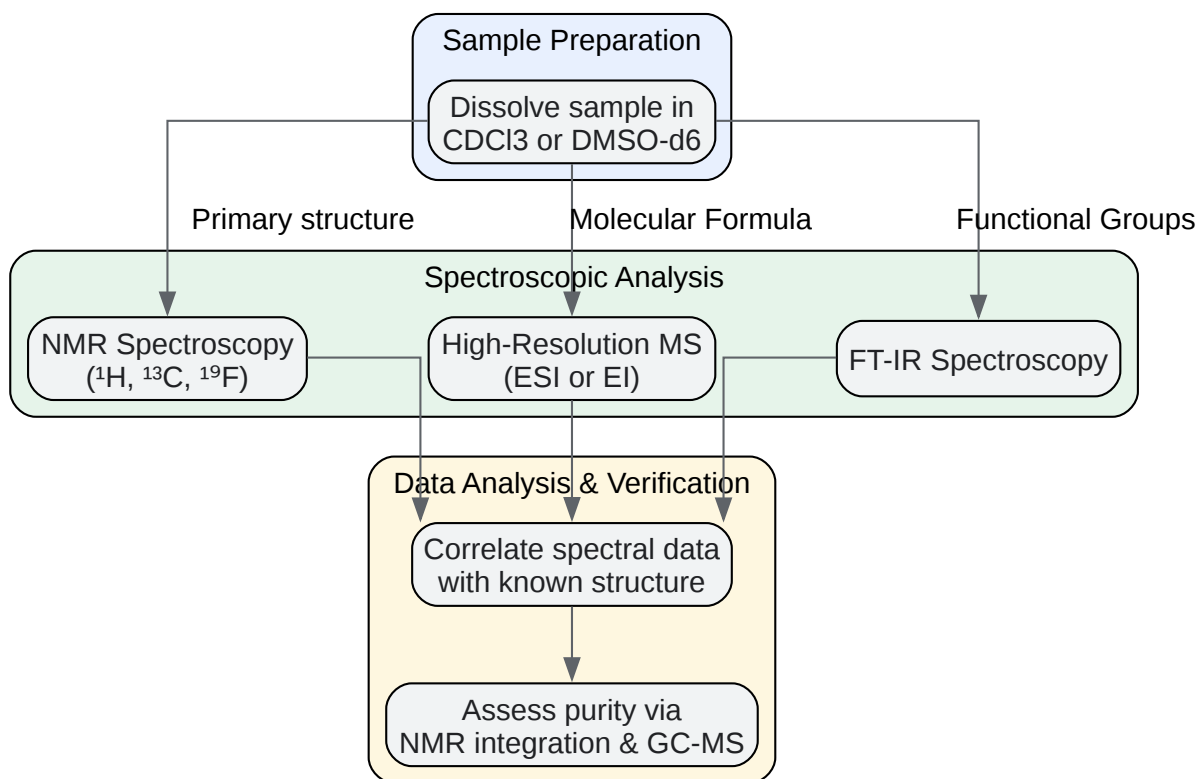 Sample Preparation
Dissolve sample in
CDCl3 or DMSO-d6
Primary structure
Molecular Formula
Functional Groups
Spectroscopic Analysis
NMR Spectroscopy
(¹H, ¹³C, ¹⁹F)
High-Resolution MS
(ESI or EI)
FT-IR Spectroscopy
Data Analysis & Verification
Correlate spectral data
with known structure
Assess purity via
NMR integration & GC-MS